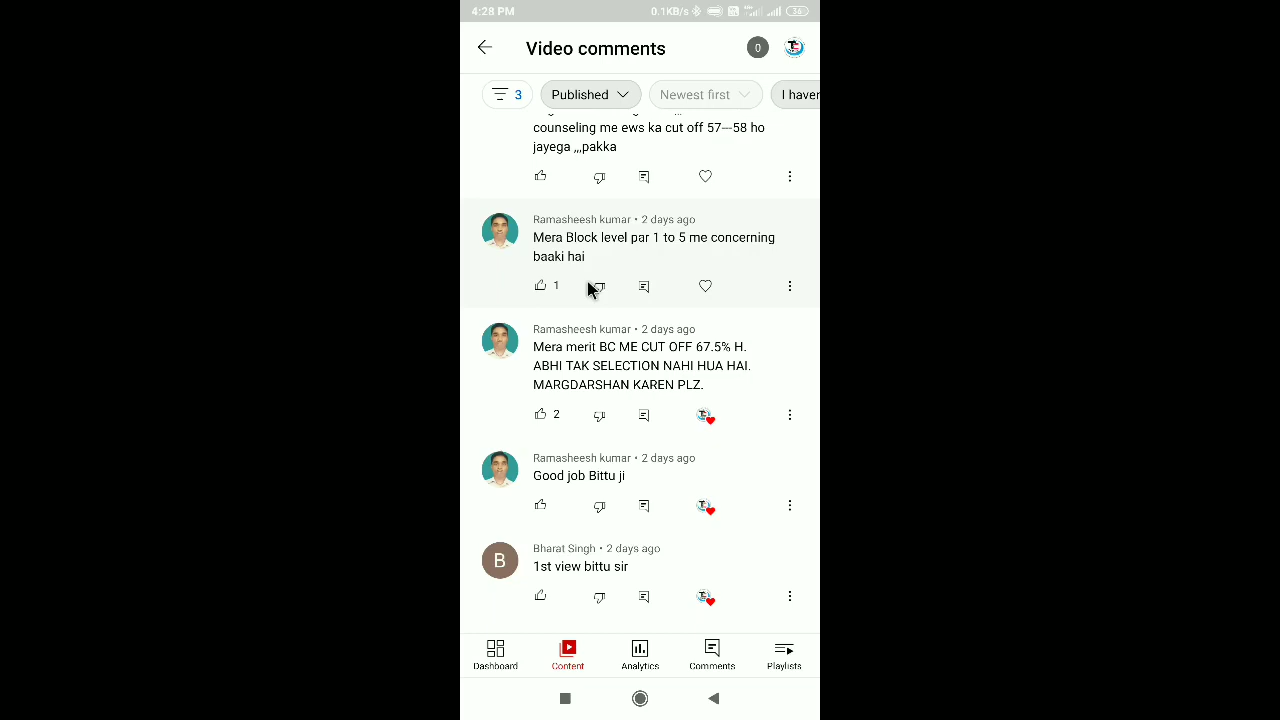 4:28 PM
0.1KB/s
36
Video comments
0
3
Published
Newest first
I haven
counseling me ews ka cut off 57---58 ho
jayega ,,,pakka
Ramasheesh kumar • 2 days ago
Mera Block level par 1 to 5 me concerning
baaki hai
1
Ramasheesh kumar • 2 days ago
Mera merit BC ME CUT OFF 67.5% H.
ABHI TAK SELECTION NAHI HUA HAI.
MARGDARSHAN KAREN PLZ.
2
Ramasheesh kumar • 2 days ago
Good job Bittu ji
B
Bharat Singh • 2 days ago
1st view bittu sir
Dashboard
Content
Analytics
Comments
Playlists